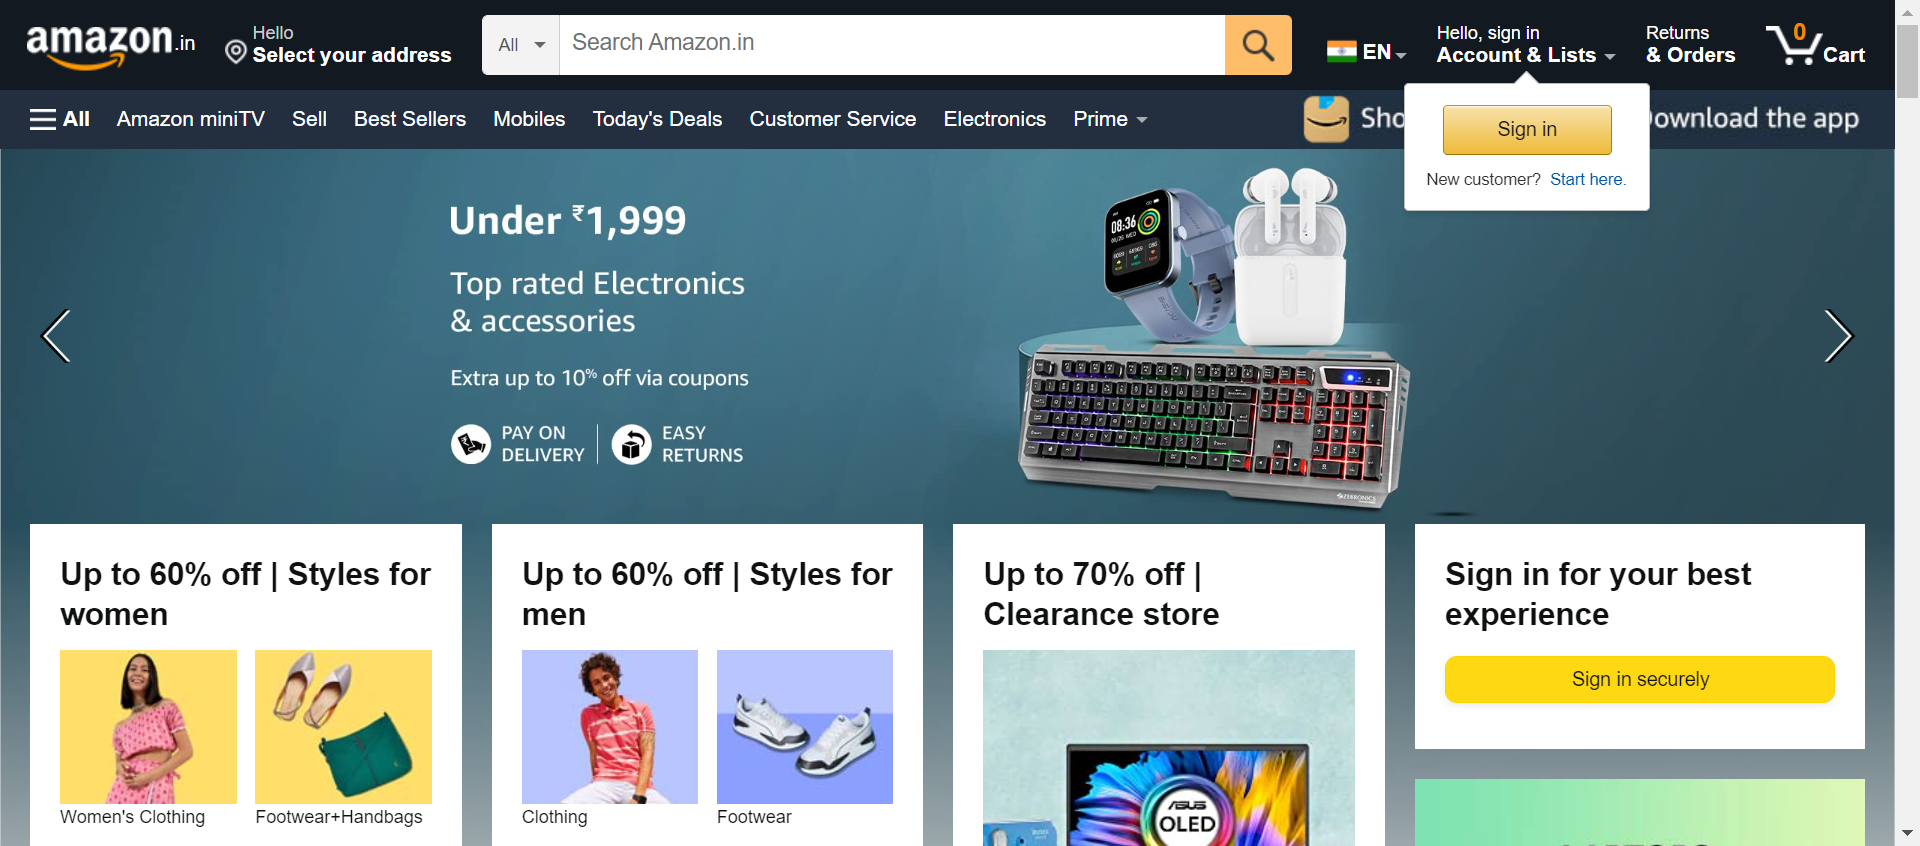 amazon.in
Hello
Select your address
All
Search Amazon.in
EN
Hello, sign in
Account & Lists
Returns
& Orders
0
Cart
All
Amazon miniTV
Sell
Best Sellers
Mobiles
Today's Deals
Customer Service
Electronics
Prime
Sho
ownload the app
Sign in
New customer? Start here.
Under ₹1,999
Top rated Electronics
& accessories
Extra up to 10% off via coupons
PAY ON
DELIVERY
EASY
RETURNS
08:36
ZEBRONICS
Up to 60% off | Styles for
women
Women's Clothing
Footwear+Handbags
Up to 60% off | Styles for
men
Clothing
Footwear
Up to 70% off |
Clearance store
ASUS
OLED
Sign in for your best
experience
Sign in securely